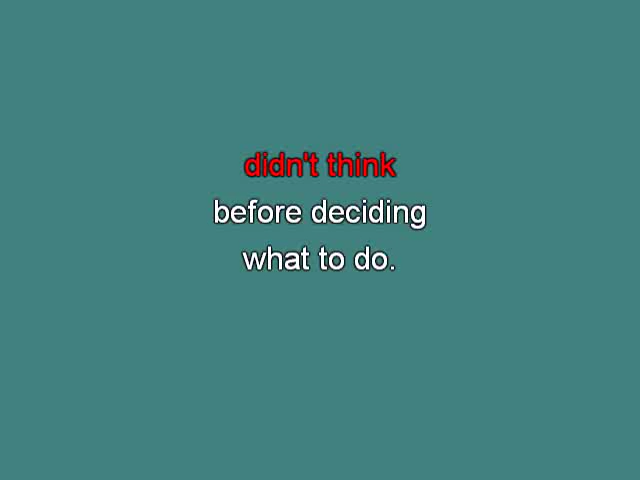 didn't think
before deciding
what to do.